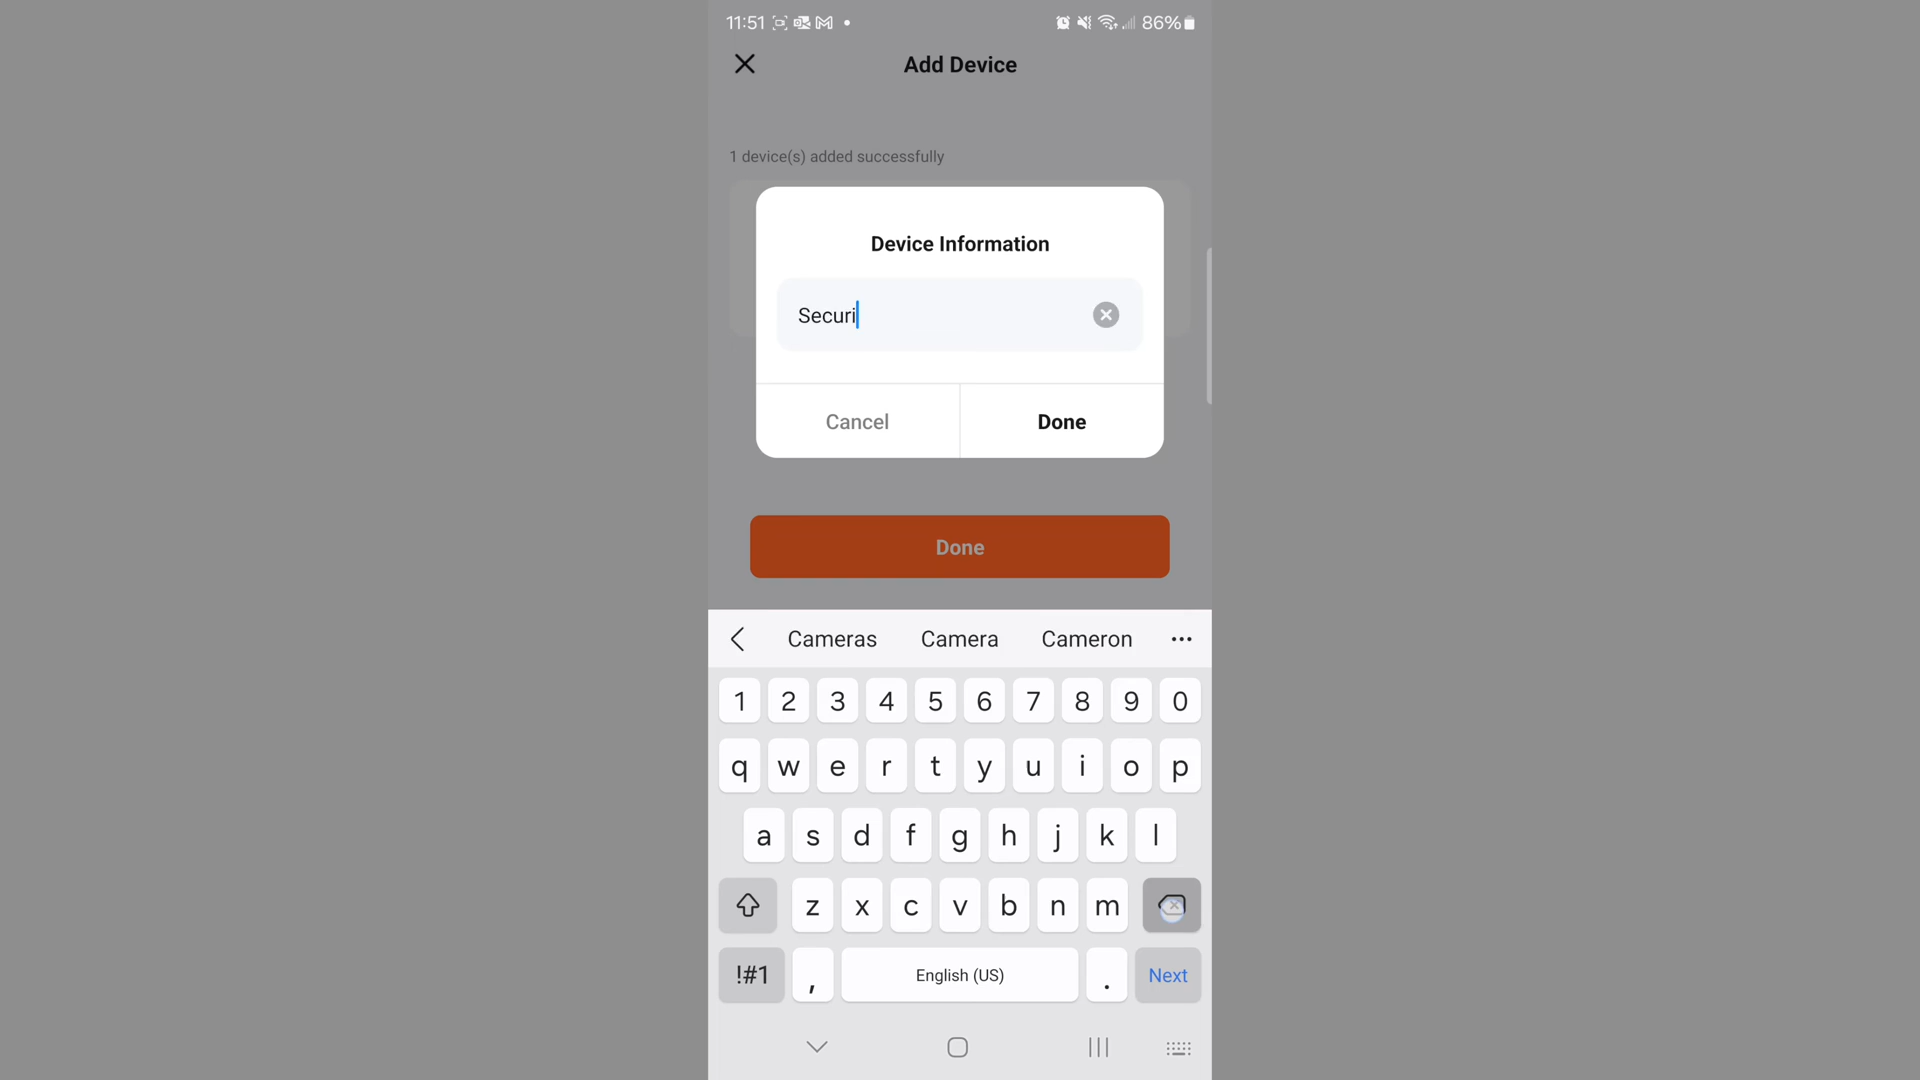 11:51 86%
Add Device
1 device(s) added successfully
Device Information
Securi
Cancel Done
Done
Cameras Camera Cameron ...
1 2 3 4 5 6 7 8 9 0
q w e r t y u i o p
a s d f g h j k l
z x c v b n m
!#1 , English (US) . Next